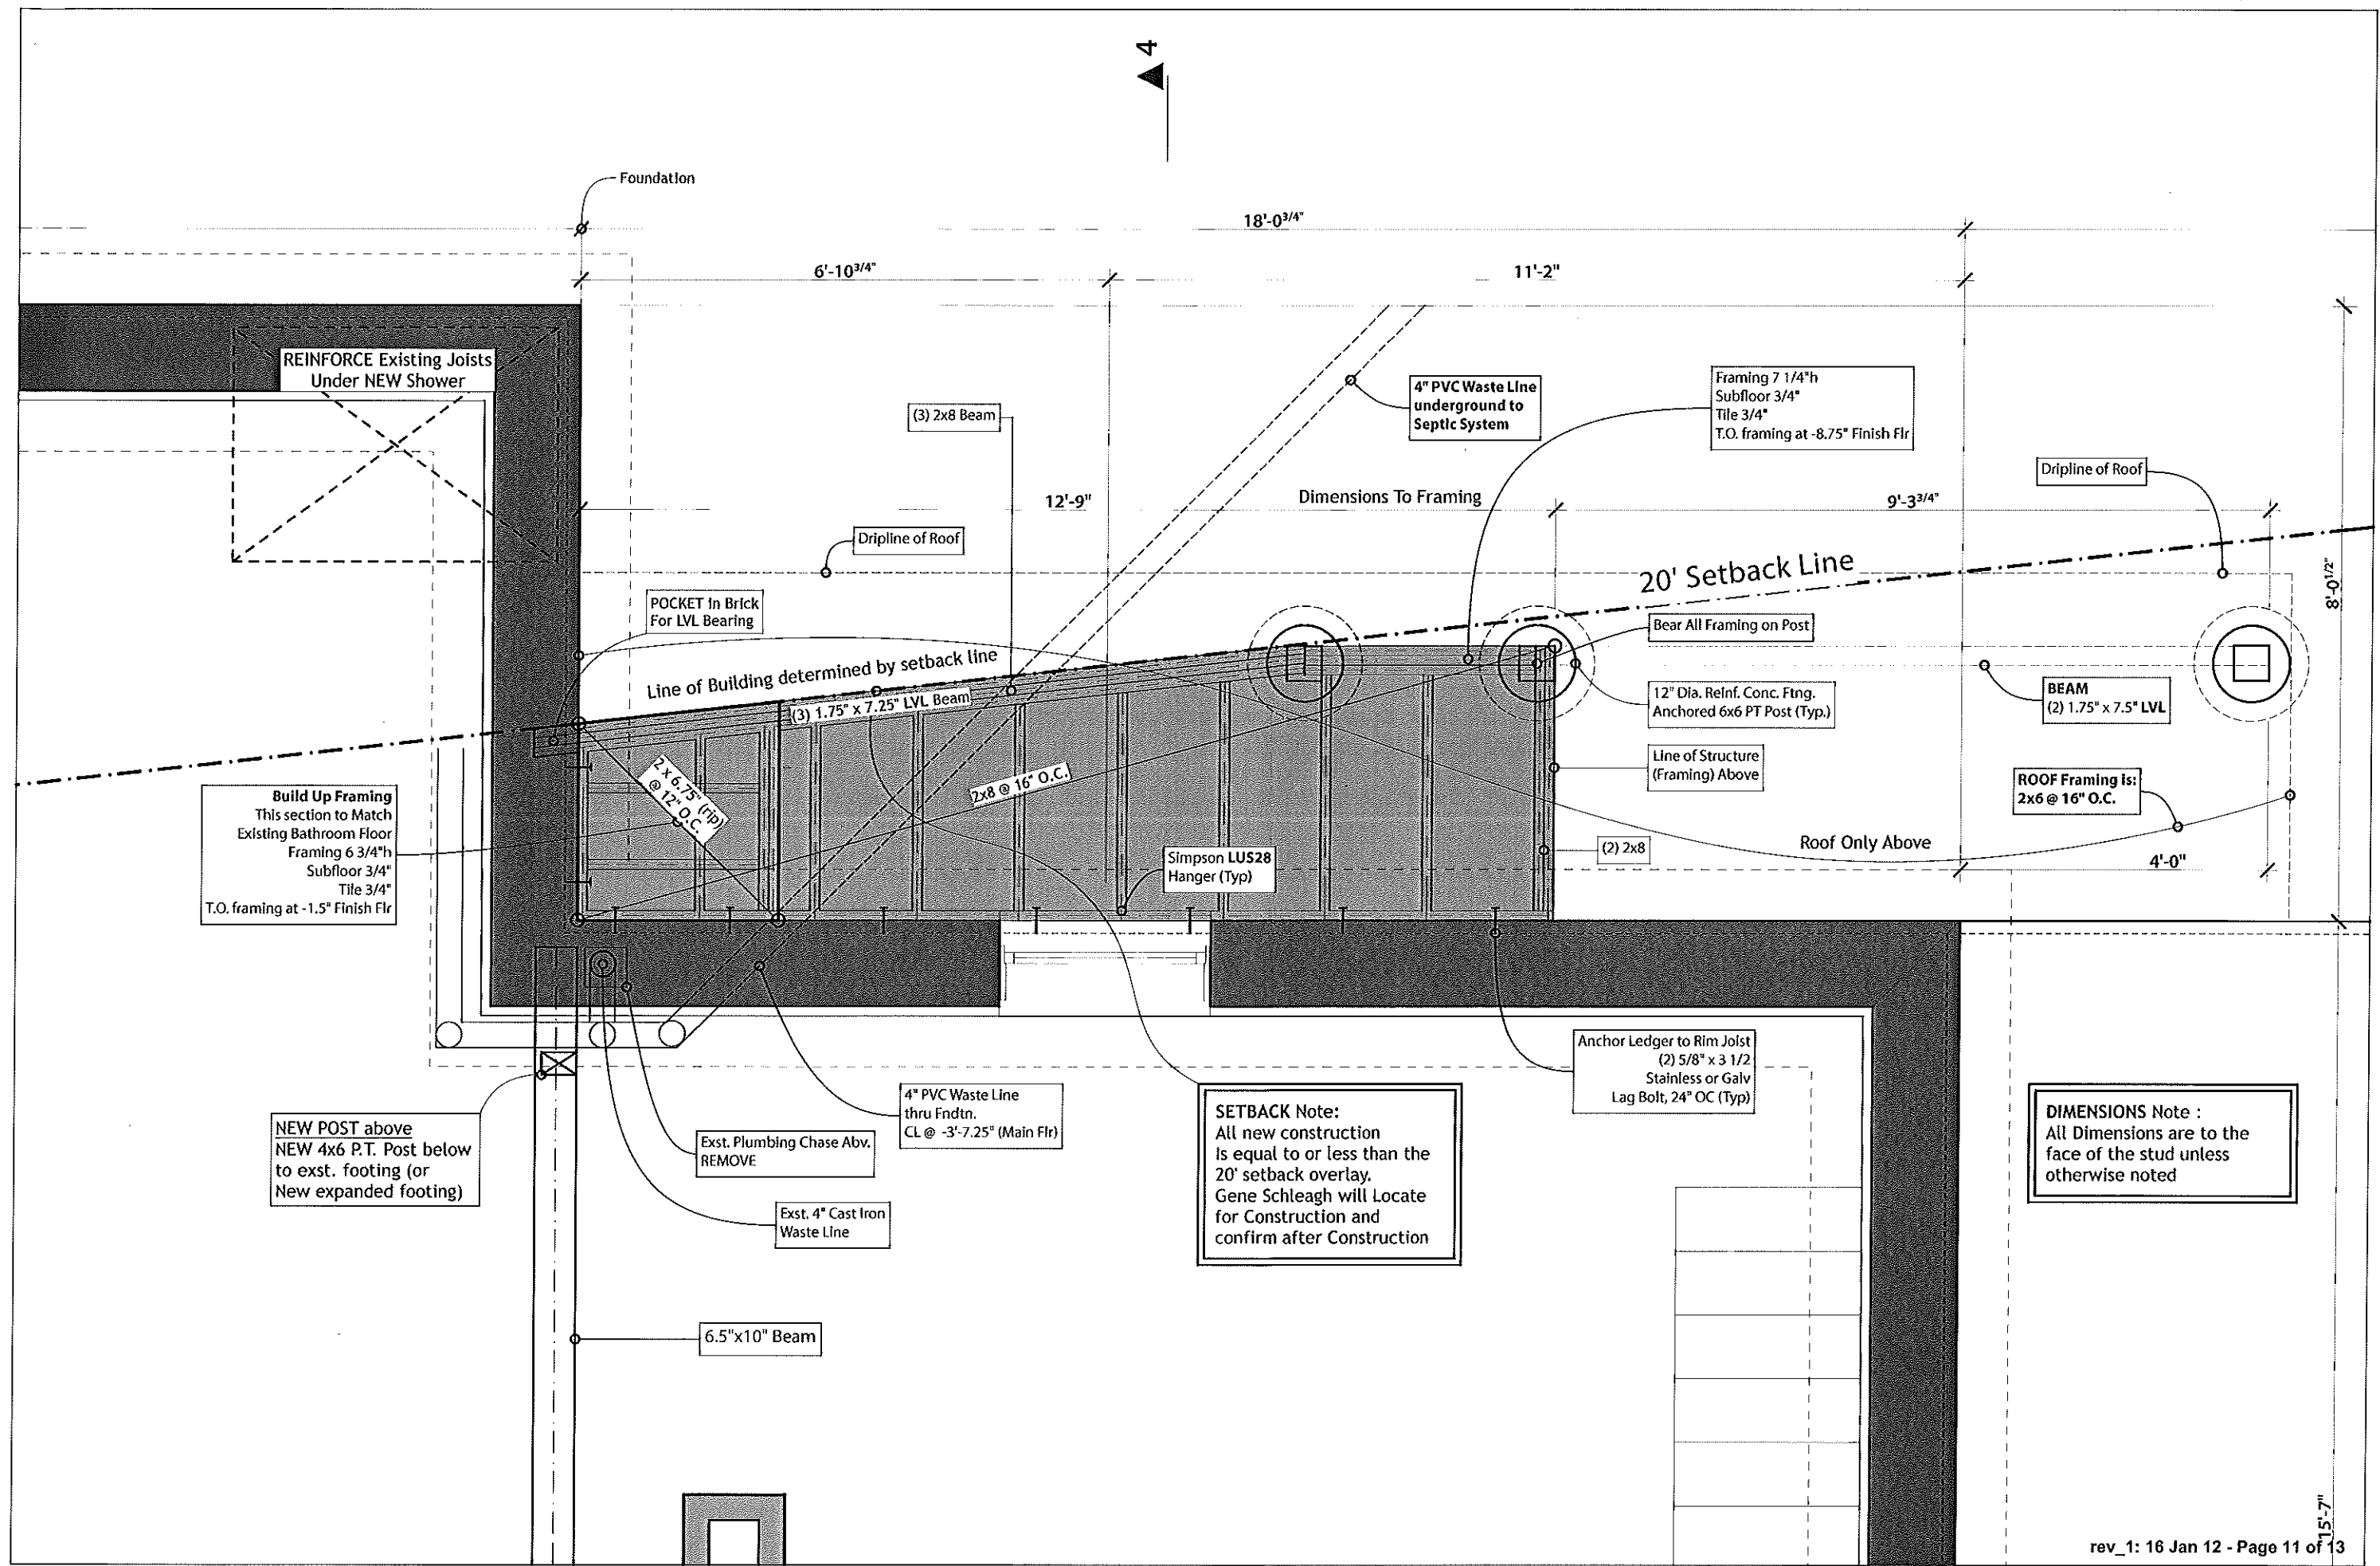 4
Foundation
18'-0 3/4"
6'-10 3/4"
11'-2"
REINFORCE Existing Joists
Under NEW Shower
(3) 2x8 Beam
4" PVC Waste Line
underground to
Septic System
Framing 7 1/4"h
Subfloor 3/4"
Tile 3/4"
T.O. framing at -8.75" Finish Flr
Dripline of Roof
12'-9"
Dimensions To Framing
9'-3 3/4"
Dripline of Roof
20' Setback Line
8'-0 1/2"
POCKET in Brick
For LVL Bearing
Bear All Framing on Post
Line of Building determined by setback line
(3) 1.75" x 7.25" LVL Beam
12" Dia. Reinf. Conc. Ftng.
Anchored 6x6 PT Post (Typ.)
BEAM
(2) 1.75" x 7.5" LVL
Line of Structure
(Framing) Above
2 x 6.75" (rip)
@ 12" O.C.
2x8 @ 16" O.C.
ROOF Framing is:
2x6 @ 16" O.C.
Build Up Framing
This section to Match
Existing Bathroom Floor
Framing 6 3/4"h
Subfloor 3/4"
Tile 3/4"
T.O. framing at -1.5" Finish Flr
Simpson LUS28
Hanger (Typ)
(2) 2x8
Roof Only Above
4'-0"
Anchor Ledger to Rim Joist
(2) 5/8" x 3 1/2
Stainless or Galv
Lag Bolt, 24" OC (Typ)
4" PVC Waste Line
thru Fndtn.
CL @ -3'-7.25" (Main Flr)
NEW POST above
NEW 4x6 P.T. Post below
to exst. footing (or
New expanded footing)
Exst. Plumbing Chase Abv.
REMOVE
Exst. 4" Cast Iron
Waste Line
SETBACK Note:
All new construction
is equal to or less than the
20' setback overlay.
Gene Schleagh will Locate
for Construction and
confirm after Construction
DIMENSIONS Note :
All Dimensions are to the
face of the stud unless
otherwise noted
6.5"x10" Beam
15'-7"
rev_1: 16 Jan 12 - Page 11 of 13